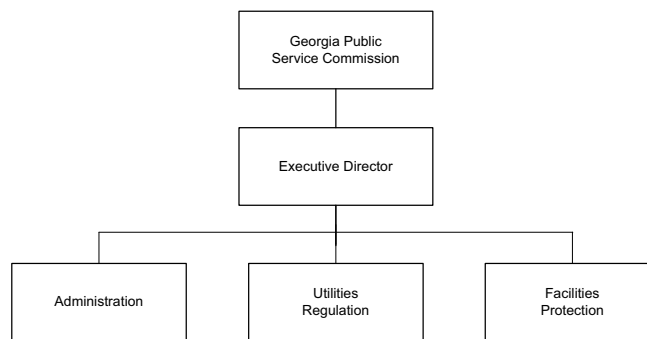 Georgia Public
Service Commission
Executive Director
Administration
Utilities
Regulation
Facilities
Protection